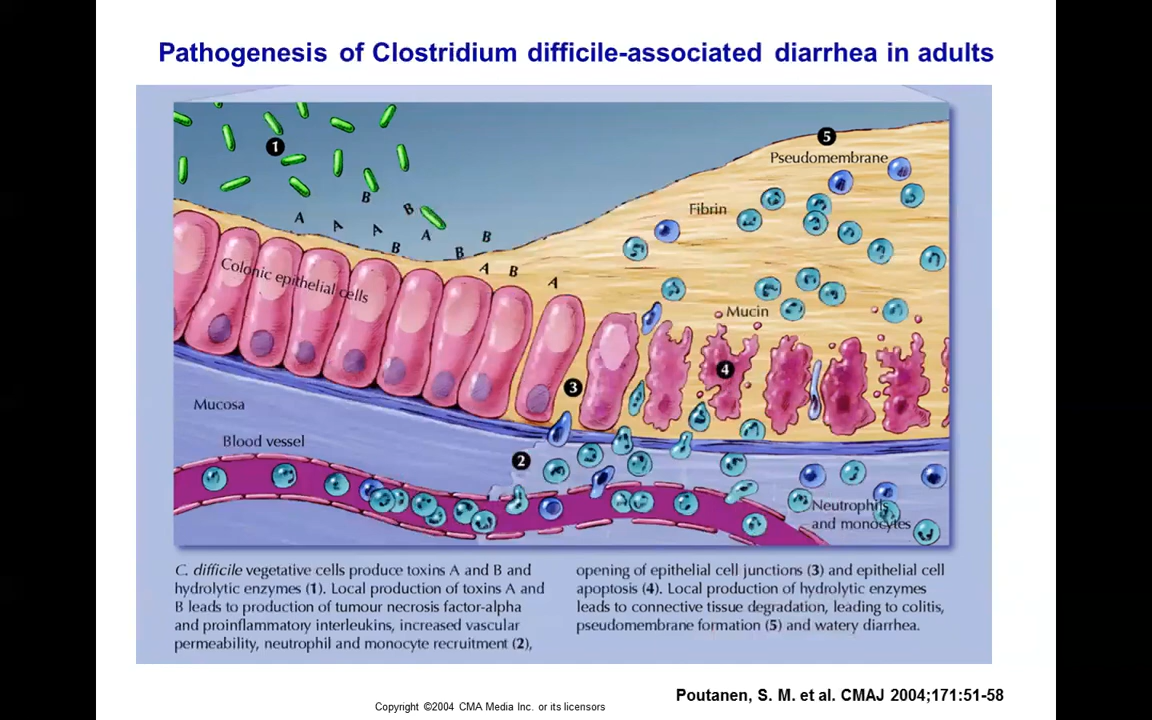 Pathogenesis of Clostridium difficile-associated diarrhea in adults
1
5
Pseudomembrane
B
B
Fibrin
A
A
A
A
B
B
B
A
B
A
Colonic epithelial cells
Mucin
4
3
Mucosa
Blood vessel
2
Neutrophils
and monocytes
C. difficile vegetative cells produce toxins A and B and
hydrolytic enzymes (1). Local production of toxins A and
B leads to production of tumour necrosis factor-alpha
and proinflammatory interleukins, increased vascular
permeability, neutrophil and monocyte recruitment (2),
opening of epithelial cell junctions (3) and epithelial cell
apoptosis (4). Local production of hydrolytic enzymes
leads to connective tissue degradation, leading to colitis,
pseudomembrane formation (5) and watery diarrhea.
Poutanen, S. M. et al. CMAJ 2004;171:51-58
Copyright ©2004 CMA Media Inc. or its licensors